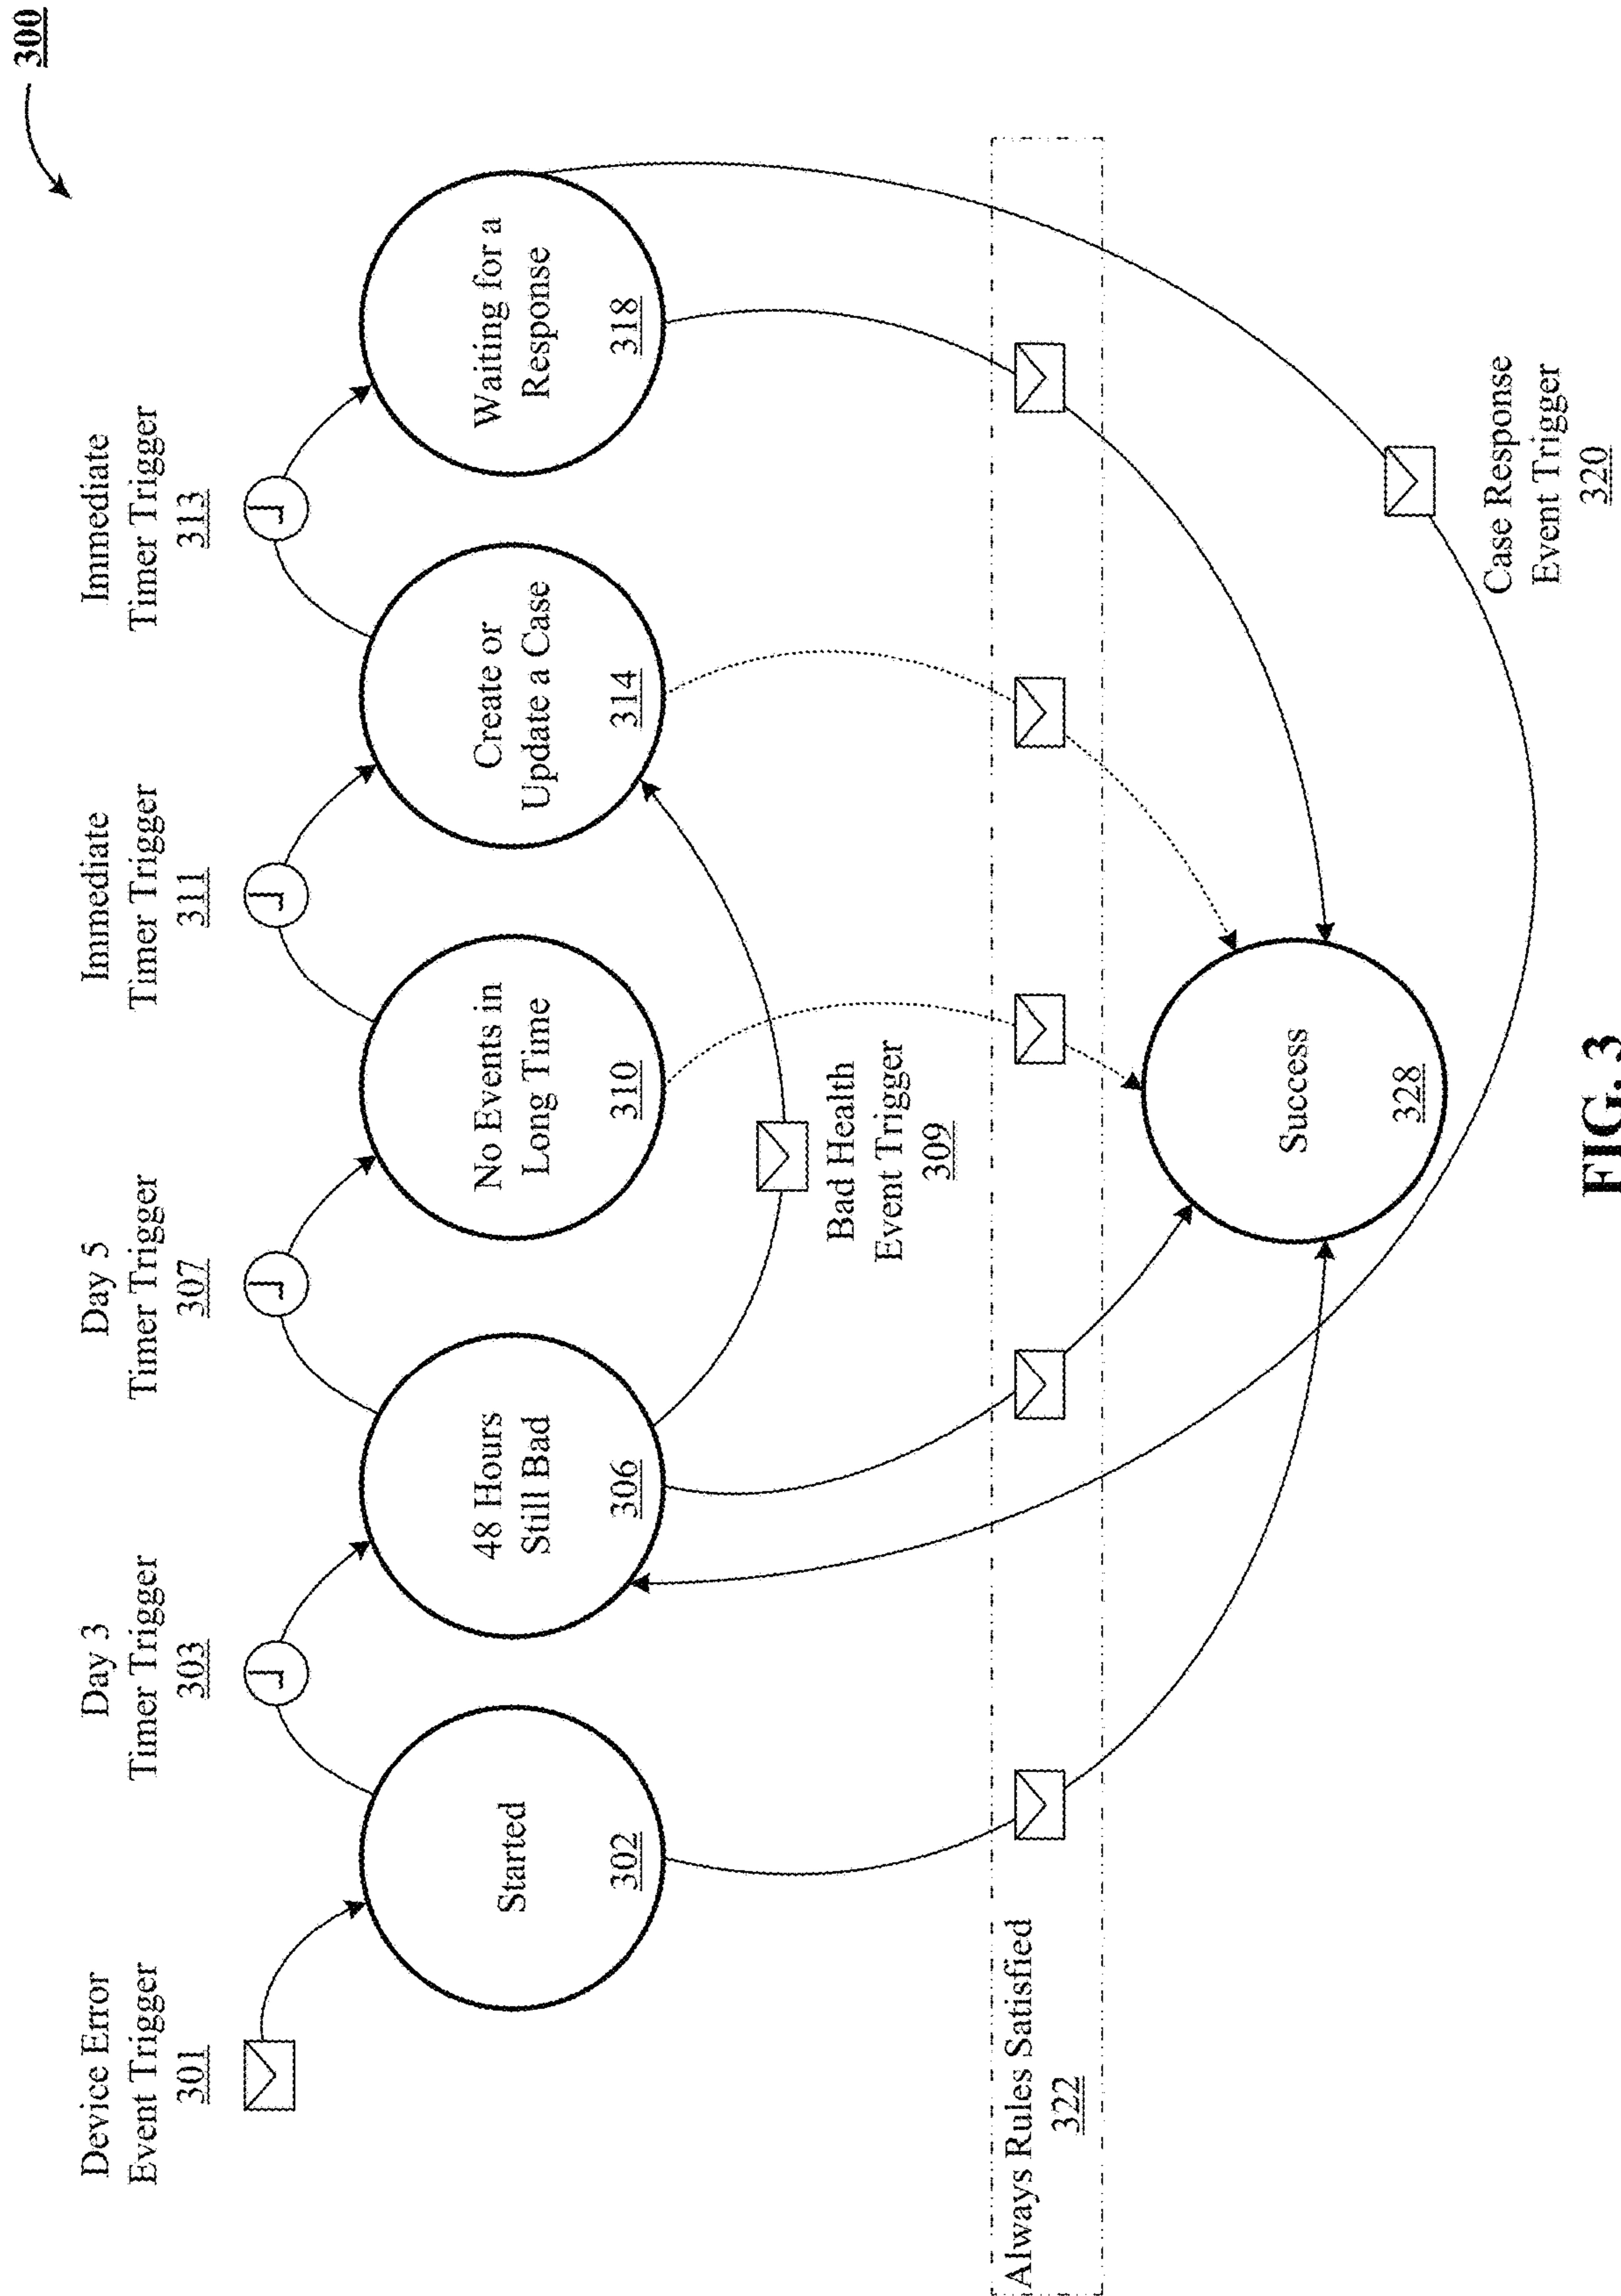 300
Device Error
Event Trigger
301
Day 3
Timer Trigger
303
Day 5
Timer Trigger
307
Immediate
Timer Trigger
311
Immediate
Timer Trigger
313
Started
302
48 Hours
Still Bad
306
No Events in
Long Time
310
Create or
Update a Case
314
Waiting for a
Response
318
Bad Health
Event Trigger
309
Always Rules Satisfied
322
Success
328
Case Response
Event Trigger
320
FIG. 3